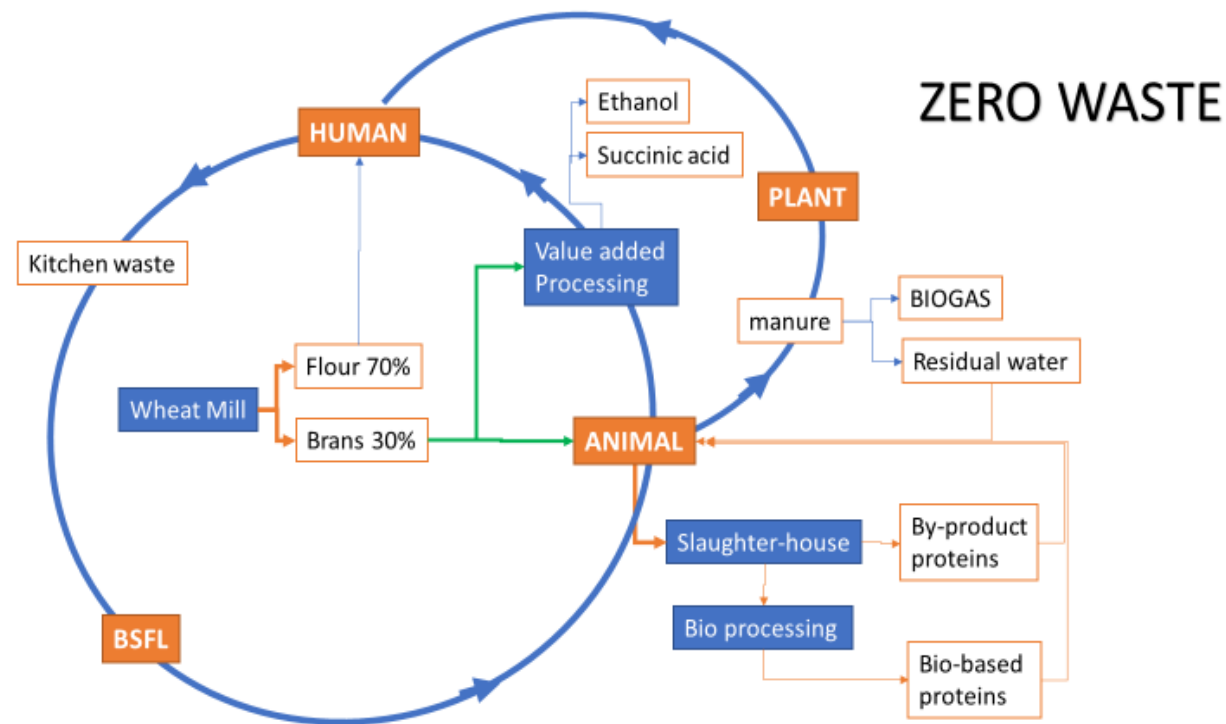 ZERO WASTE
Ethanol
HUMAN
Succinic acid
PLANT
Kitchen waste
Value added
Processing
BIOGAS
manure
Flour 70%
Residual water
Wheat Mill
Brans 30%
ANIMAL
Slaughter-house
By-product
proteins
BSFL
Bio processing
Bio-based
proteins